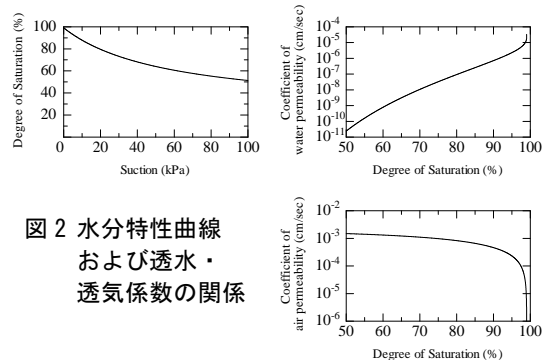 Degree of Saturation (%)
100
80
60
40
20
0 20 40 60 80 100
Suction (kPa)
Coefficient of
water permeability (cm/sec)
10-4
10-5
10-6
10-7
10-8
10-9
10-10
10-11
50 60 70 80 90 100
Degree of Saturation (%)
図 2 水分特性曲線
および透水・
透気係数の関係
Coefficient of
air permeability (cm/sec)
10-2
10-3
10-4
10-5
10-6
50 60 70 80 90 100
Degree of Saturation (%)